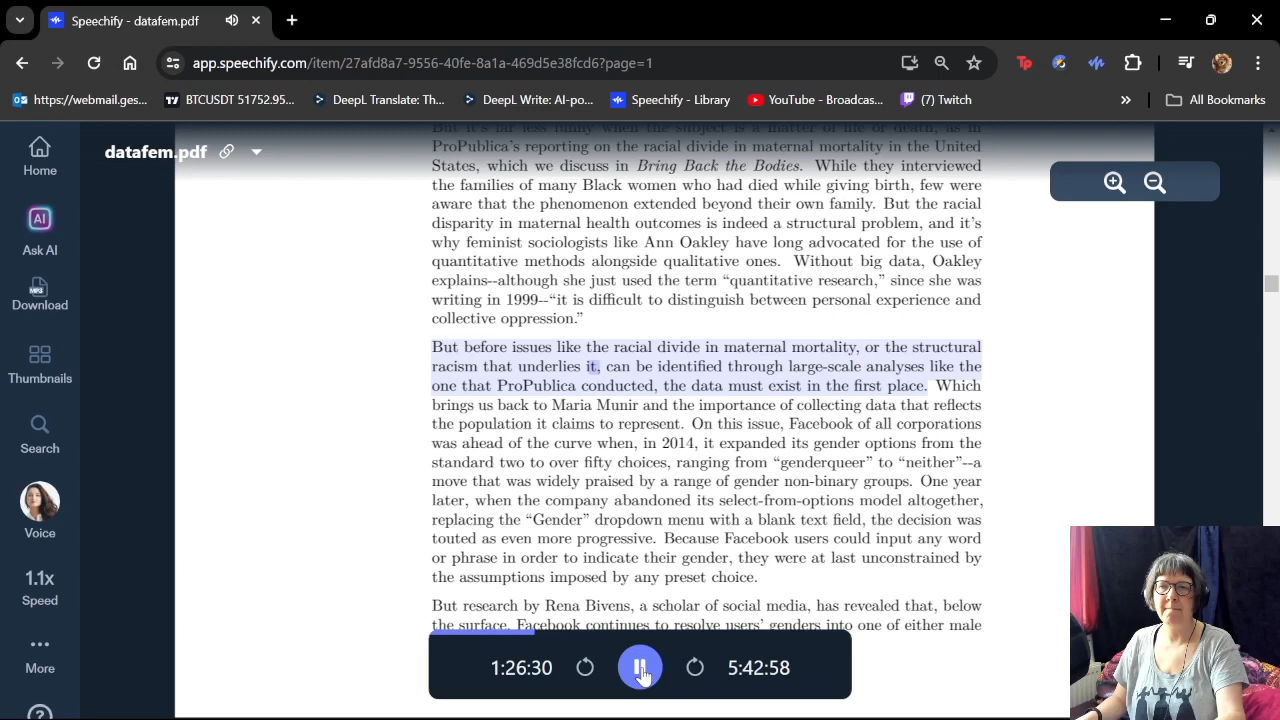 Speechify - datafem.pdf
app.speechify.com/item/27afd8a7-9556-40fe-8a1a-469d5e38fcd6?page=1
https://webmail.ges...
BTCUSDT 51752.95...
DeepL Translate: Th...
DeepL Write: AI-po...
Speechify - Library
YouTube - Broadcas...
(7) Twitch
»
All Bookmarks
Home
AI
Ask AI
MP3
Download
Thumbnails
Search
Voice
1.1x
Speed
More
datafem.pdf
But it's far less funny when the subject is a matter of life or death, as in
ProPublica's reporting on the racial divide in maternal mortality in the United
States, which we discuss in Bring Back the Bodies. While they interviewed
the families of many Black women who had died while giving birth, few were
aware that the phenomenon extended beyond their own family. But the racial
disparity in maternal health outcomes is indeed a structural problem, and it's
why feminist sociologists like Ann Oakley have long advocated for the use of
quantitative methods alongside qualitative ones. Without big data, Oakley
explains--although she just used the term “quantitative research,” since she was
writing in 1999--“it is difficult to distinguish between personal experience and
collective oppression.”
But before issues like the racial divide in maternal mortality, or the structural
racism that underlies it, can be identified through large-scale analyses like the
one that ProPublica conducted, the data must exist in the first place. Which
brings us back to Maria Munir and the importance of collecting data that reflects
the population it claims to represent. On this issue, Facebook of all corporations
was ahead of the curve when, in 2014, it expanded its gender options from the
standard two to over fifty choices, ranging from “genderqueer” to “neither”--a
move that was widely praised by a range of gender non-binary groups. One year
later, when the company abandoned its select-from-options model altogether,
replacing the “Gender” dropdown menu with a blank text field, the decision was
touted as even more progressive. Because Facebook users could input any word
or phrase in order to indicate their gender, they were at last unconstrained by
the assumptions imposed by any preset choice.
But research by Rena Bivens, a scholar of social media, has revealed that, below
the surface, Facebook continues to resolve users' genders into one of either male
1:26:30
5:42:58